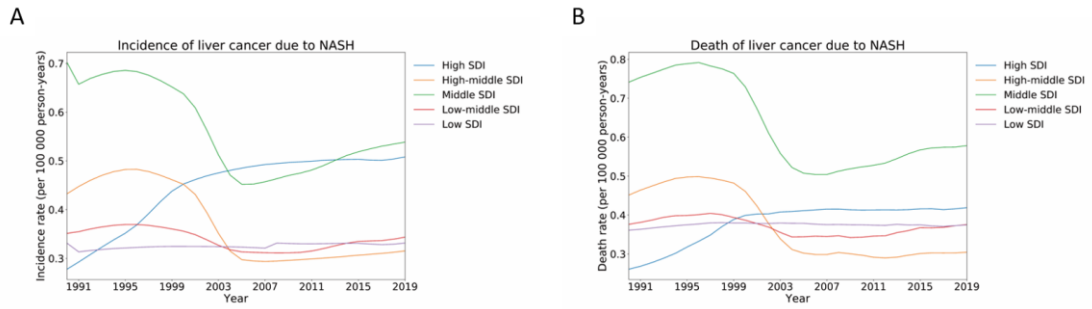 A
Incidence of liver cancer due to NASH
Incidence rate (per 100 000 person-years)
0.7
0.6
0.5
0.4
0.3
1991 1995 1999 2003 2007 2011 2015 2019
Year
High SDI
High-middle SDI
Middle SDI
Low-middle SDI
Low SDI
B
Death of liver cancer due to NASH
Death rate (per 100 000 person-years)
0.8
0.7
0.6
0.5
0.4
0.3
1991 1995 1999 2003 2007 2011 2015 2019
Year
High SDI
High-middle SDI
Middle SDI
Low-middle SDI
Low SDI